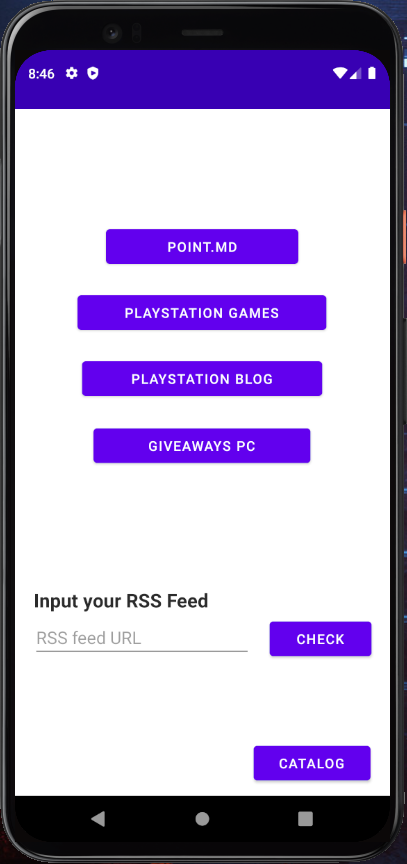 8:46
POINT.MD
PLAYSTATION GAMES
PLAYSTATION BLOG
GIVEAWAYS PC
Input your RSS Feed
RSS feed URL
CHECK
CATALOG